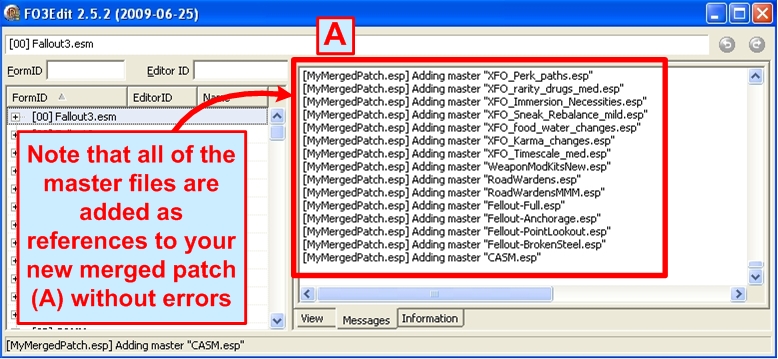 FO3Edit 2.5.2 (2009-06-25)
[00] Fallout3.esm
A
FormID
Editor ID
FormID
EditorID
Name
[00] Fallout3.esm
Note that all of the
master files are
added as
references to your
new merged patch
(A) without errors
[MyMergedPatch.esp] Adding master "XFO_Perk_paths.esp"
[MyMergedPatch.esp] Adding master "XFO_rarity_drugs_med.esp"
[MyMergedPatch.esp] Adding master "XFO_Immersion_Necessities.esp"
[MyMergedPatch.esp] Adding master "XFO_Sneak_Rebalance_mild.esp"
[MyMergedPatch.esp] Adding master "XFO_food_water_changes.esp"
[MyMergedPatch.esp] Adding master "XFO_Karma_changes.esp"
[MyMergedPatch.esp] Adding master "XFO_Timescale_med.esp"
[MyMergedPatch.esp] Adding master "WeaponModKitsNew.esp"
[MyMergedPatch.esp] Adding master "RoadWardens.esp"
[MyMergedPatch.esp] Adding master "RoadWardensMMM.esp"
[MyMergedPatch.esp] Adding master "Fellout-Full.esp"
[MyMergedPatch.esp] Adding master "Fellout-Anchorage.esp"
[MyMergedPatch.esp] Adding master "Fellout-PointLookout.esp"
[MyMergedPatch.esp] Adding master "Fellout-BrokenSteel.esp"
[MyMergedPatch.esp] Adding master "CASM.esp"
View
Messages
Information
[MyMergedPatch.esp] Adding master "CASM.esp"